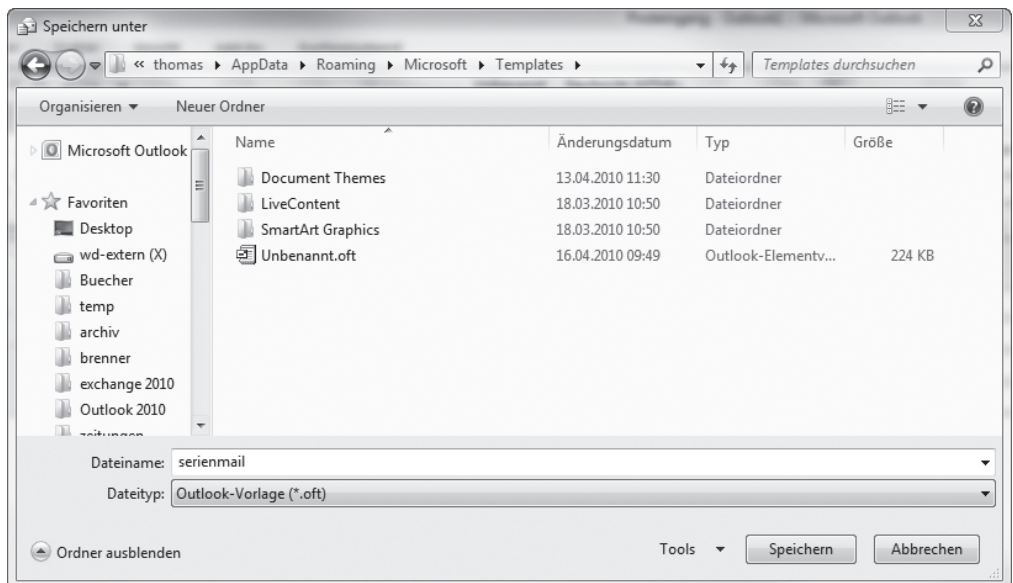 Speichern unter
« thomas ▸ AppData ▸ Roaming ▸ Microsoft ▸ Templates ▸
Templates durchsuchen
Organisieren ▾ Neuer Ordner
Microsoft Outlook
Favoriten
Desktop
wd-extern (X)
Buecher
temp
archiv
brenner
exchange 2010
Outlook 2010
zeitungen
Name Änderungsdatum Typ Größe
Document Themes 13.04.2010 11:30 Dateiordner
LiveContent 18.03.2010 10:50 Dateiordner
SmartArt Graphics 18.03.2010 10:50 Dateiordner
Unbenannt.oft 16.04.2010 09:49 Outlook-Elementv... 224 KB
Dateiname: serienmail
Dateityp: Outlook-Vorlage (*.oft)
Ordner ausblenden
Tools ▾ Speichern Abbrechen